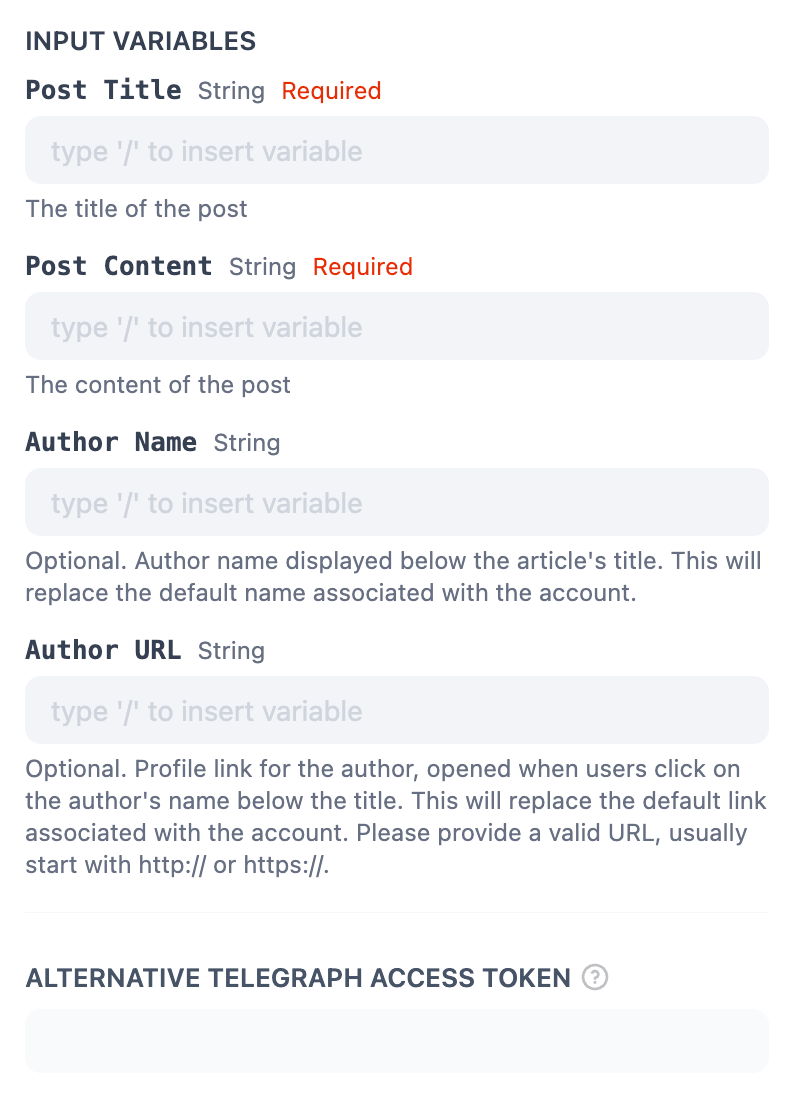 INPUT VARIABLES
Post Title String Required
type '/' to insert variable
The title of the post
Post Content String Required
type '/' to insert variable
The content of the post
Author Name String
type '/' to insert variable
Optional. Author name displayed below the article's title. This will
replace the default name associated with the account.
Author URL String
type '/' to insert variable
Optional. Profile link for the author, opened when users click on
the author's name below the title. This will replace the default link
associated with the account. Please provide a valid URL, usually
start with http:// or https://.
ALTERNATIVE TELEGRAPH ACCESS TOKEN ?